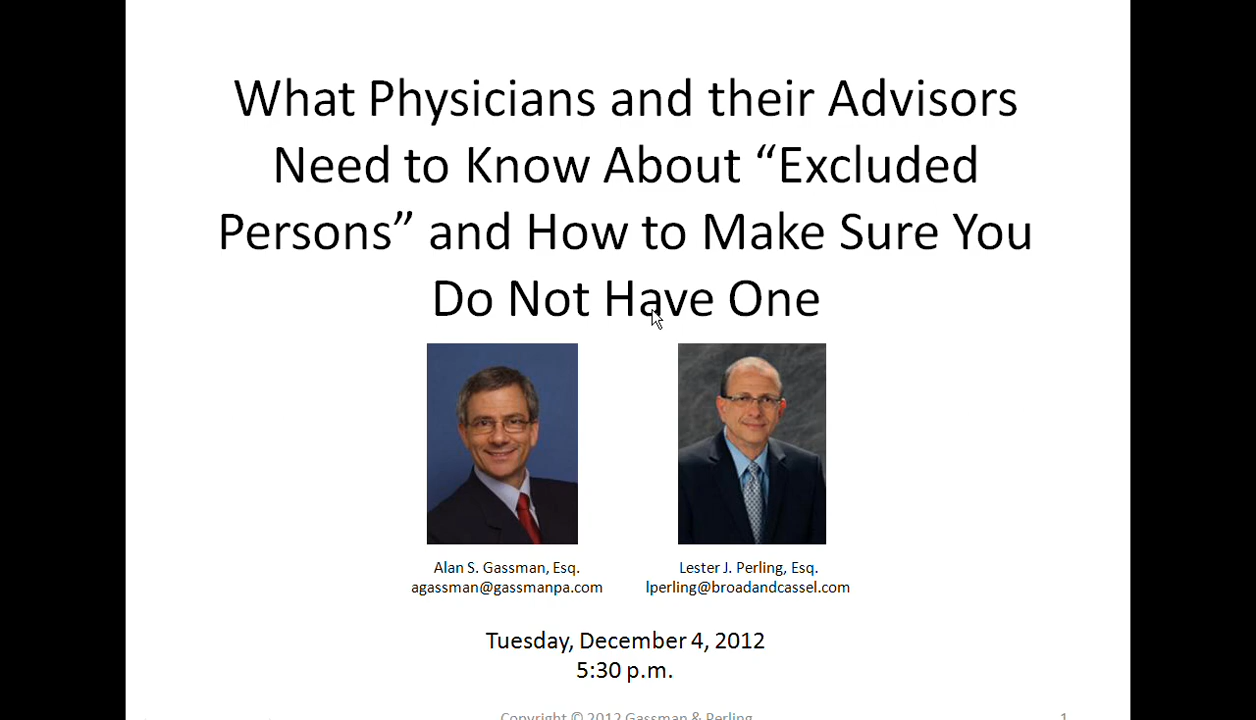 What Physicians and their Advisors
Need to Know About “Excluded
Persons” and How to Make Sure You
Do Not Have One
Alan S. Gassman, Esq.
agassman@gassmanpa.com
Lester J. Perling, Esq.
lperling@broadandcassel.com
Tuesday, December 4, 2012
5:30 p.m.
Copyright © 2012 Gassman & Perling
1